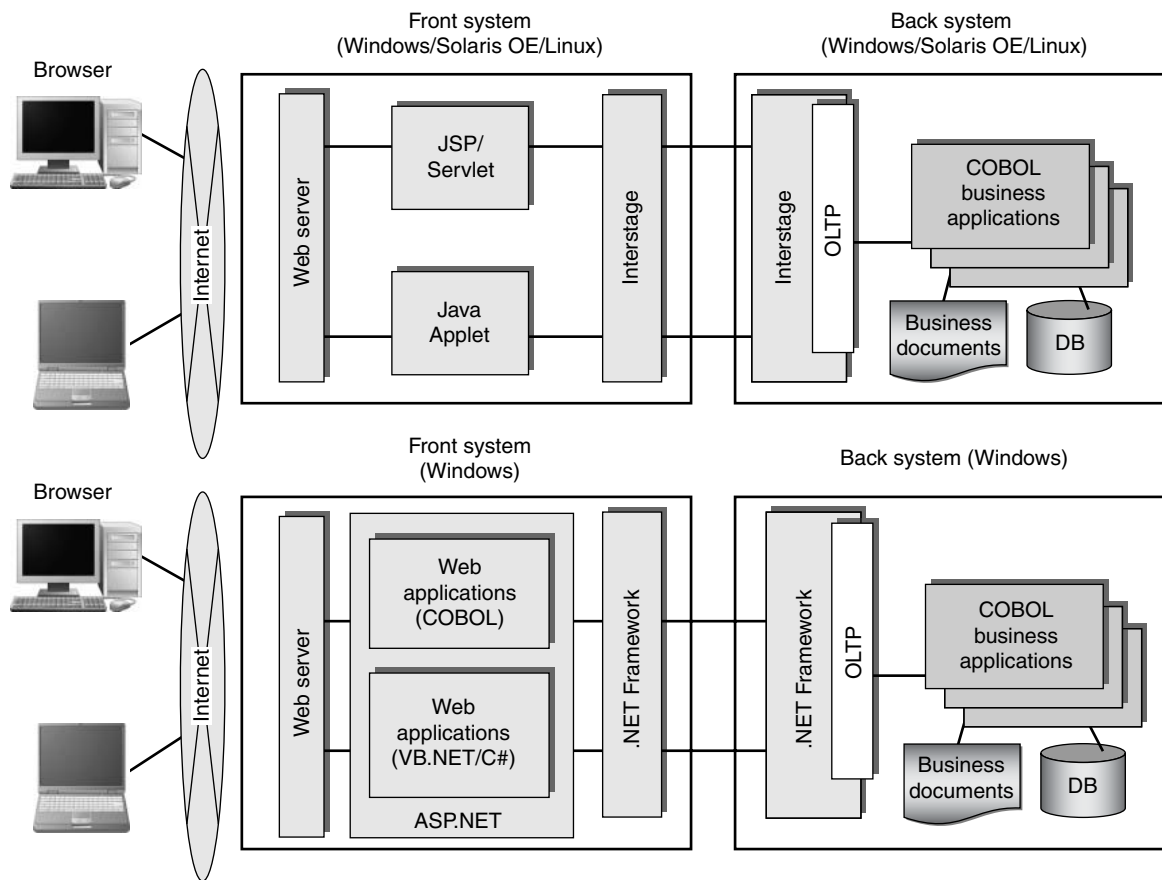 Front system
(Windows/Solaris OE/Linux)
Back system
(Windows/Solaris OE/Linux)
Browser
Internet
Web server
JSP/
Servlet
Java
Applet
Interstage
Interstage
OLTP
COBOL
business
applications
Business
documents
DB
Front system
(Windows)
Back system (Windows)
Browser
Internet
Web server
Web
applications
(COBOL)
Web
applications
(VB.NET/C#)
ASP.NET
.NET Framework
.NET Framework
OLTP
COBOL
business
applications
Business
documents
DB